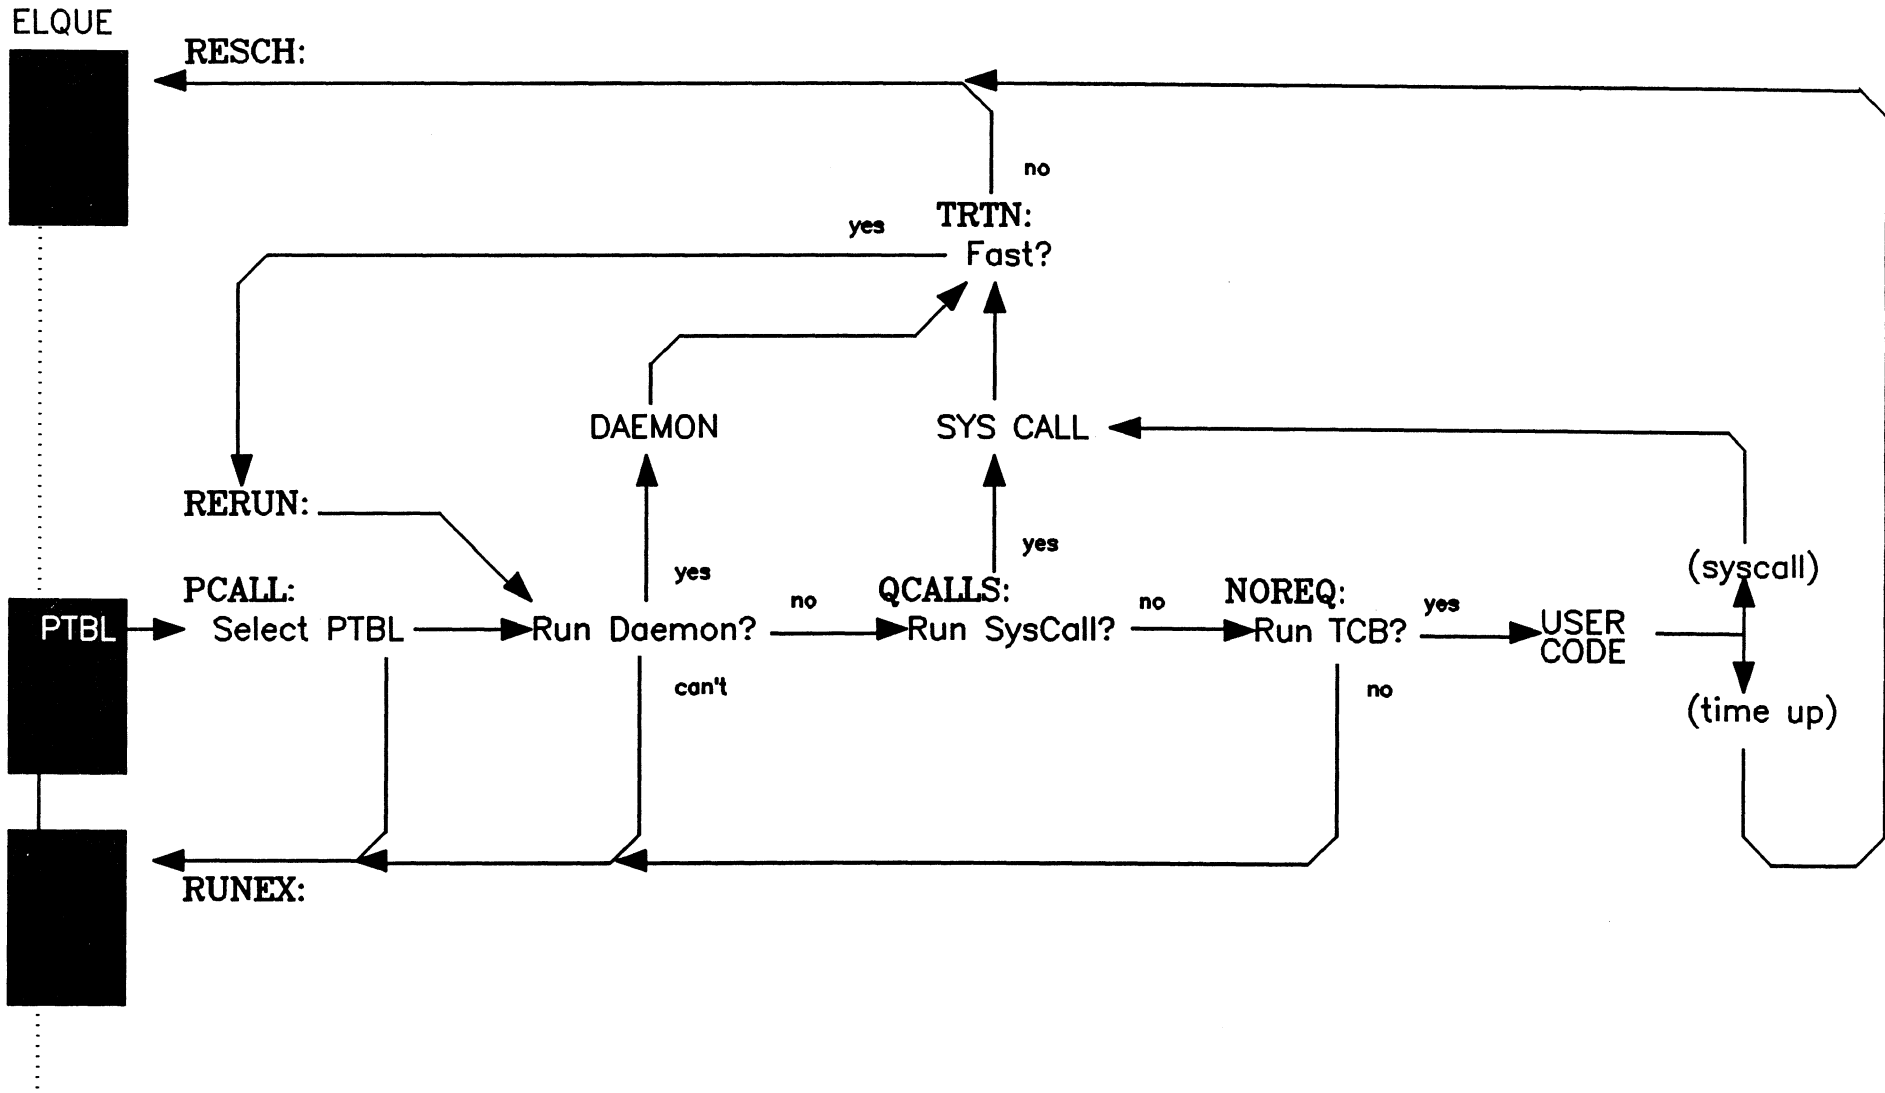 ELQUE
RESCH:
no
TRTN:
yes
Fast?
DAEMON
SYS CALL
RERUN:
yes
(syscall)
yes
PCALL:
QCALLS:
NOREQ:
no
no
yes
PTBL
Select PTBL
Run Daemon?
Run SysCall?
Run TCB?
USER
CODE
can't
no
(time up)
RUNEX: